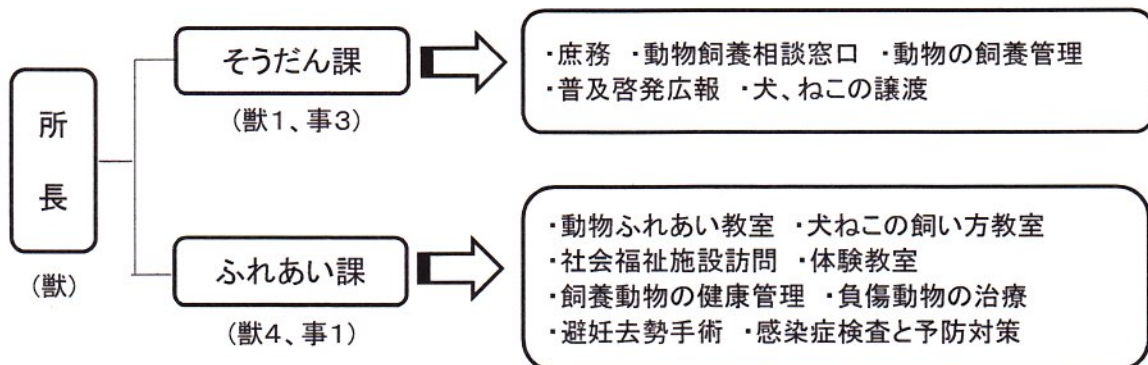 所長
(獣)
そうだん課
(獣1、事3)
・庶務 ・動物飼養相談窓口 ・動物の飼養管理
・普及啓発広報 ・犬、ねこの譲渡
ふれあい課
(獣4、事1)
・動物ふれあい教室 ・犬ねこの飼い方教室
・社会福祉施設訪問 ・体験教室
・飼養動物の健康管理 ・負傷動物の治療
・避妊去勢手術 ・感染症検査と予防対策